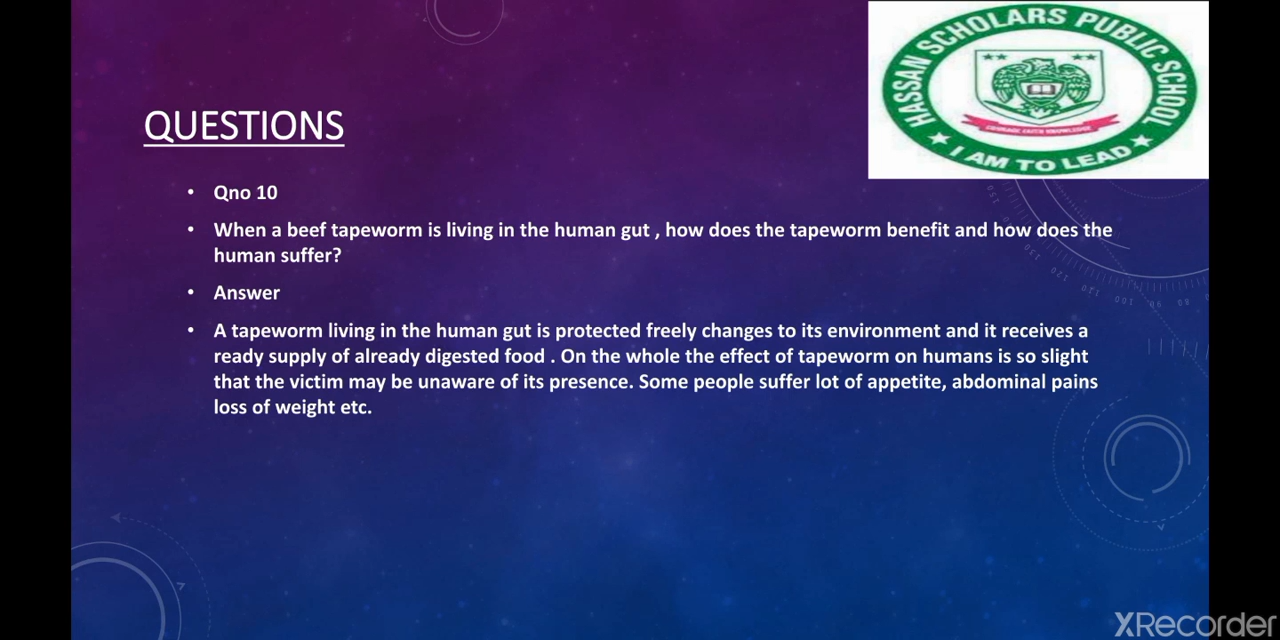 HASSAN SCHOLARS PUBLIC SCHOOL
COURAGE FAITH KNOWLEDGE
★ I AM TO LEAD ★
QUESTIONS
• Qno 10
• When a beef tapeworm is living in the human gut , how does the tapeworm benefit and how does the
human suffer?
• Answer
• A tapeworm living in the human gut is protected freely changes to its environment and it receives a
ready supply of already digested food . On the whole the effect of tapeworm on humans is so slight
that the victim may be unaware of its presence. Some people suffer lot of appetite, abdominal pains
loss of weight etc.
XRecorder